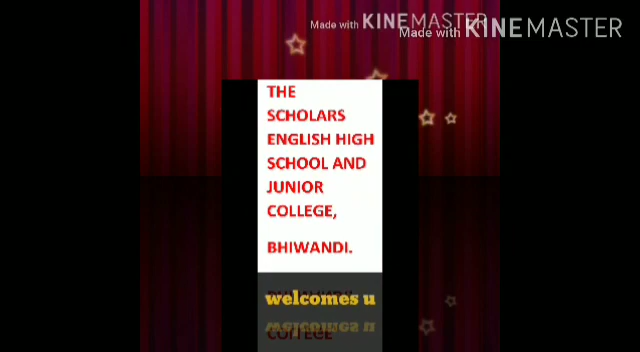 Made with KINEMASTER
Made with KINEMASTER
THE
SCHOLARS
ENGLISH HIGH
SCHOOL AND
JUNIOR
COLLEGE,
BHIWANDI.
welcomes u